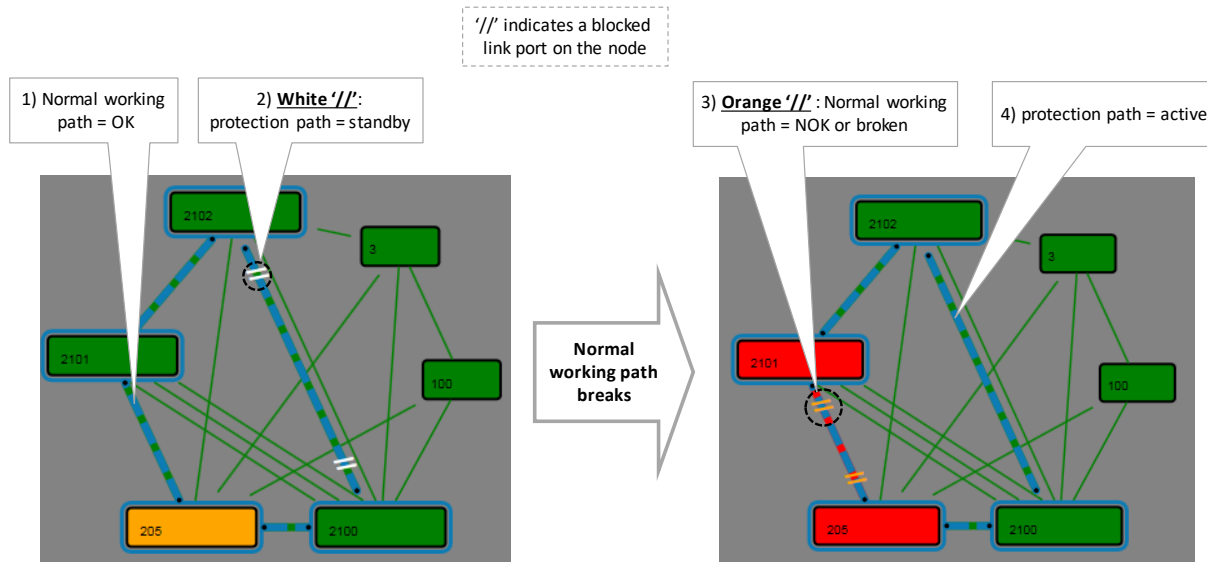 ‘//’ indicates a blocked
link port on the node
1) Normal working
path = OK
2) White ‘//’:
protection path = standby
3) Orange ‘//’ : Normal working
path = NOK or broken
4) protection path = active
2102
3
2101
100
205
2100
Normal
working path
breaks
2102
3
2101
100
205
2100